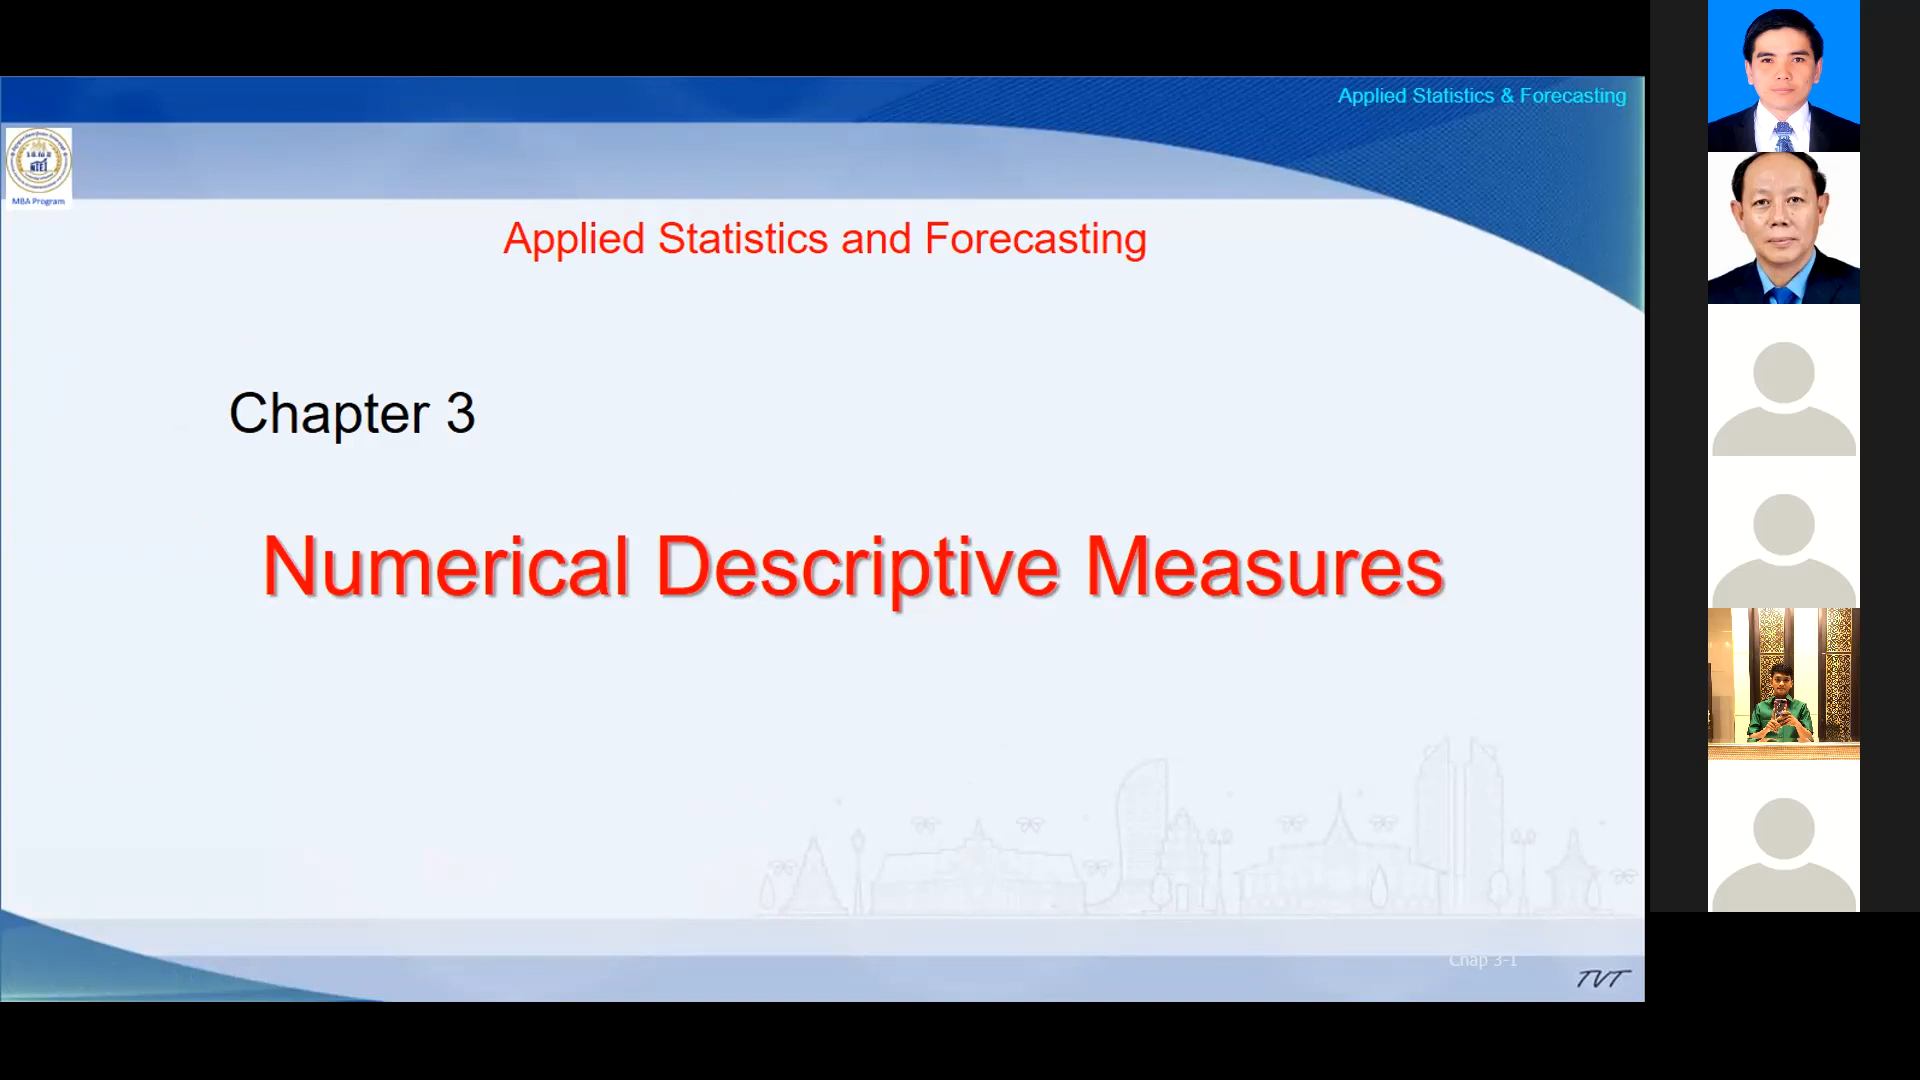 Applied Statistics & Forecasting
MBA Program
Applied Statistics and Forecasting
Chapter 3
Numerical Descriptive Measures
Chap 3-1
TVT